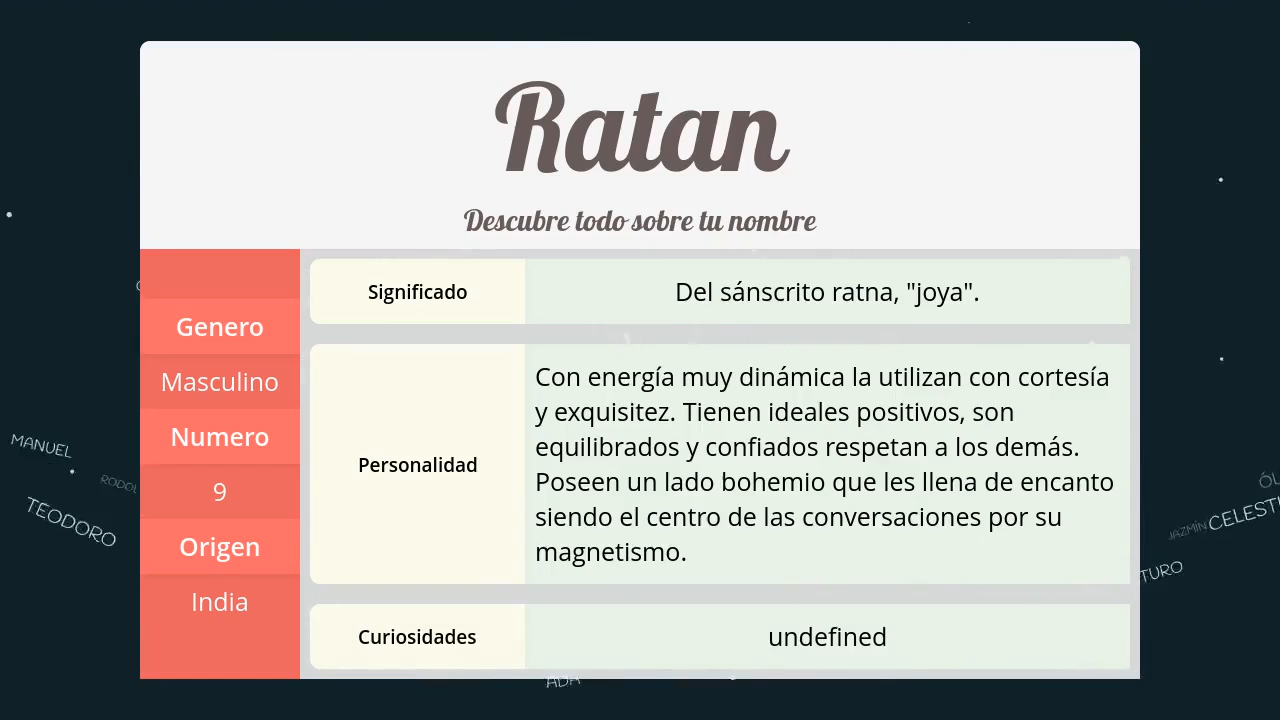 Ratan
Descubre todo sobre tu nombre
Genero
Masculino
Numero
9
Origen
India
Significado
Del sánscrito ratna, "joya".
Personalidad
Con energía muy dinámica la utilizan con cortesía
y exquisitez. Tienen ideales positivos, son
equilibrados y confiados respetan a los demás.
Poseen un lado bohemio que les llena de encanto
siendo el centro de las conversaciones por su
magnetismo.
Curiosidades
undefined
MANUEL
TEODORO
JAZMÍN
CELEST
TURO